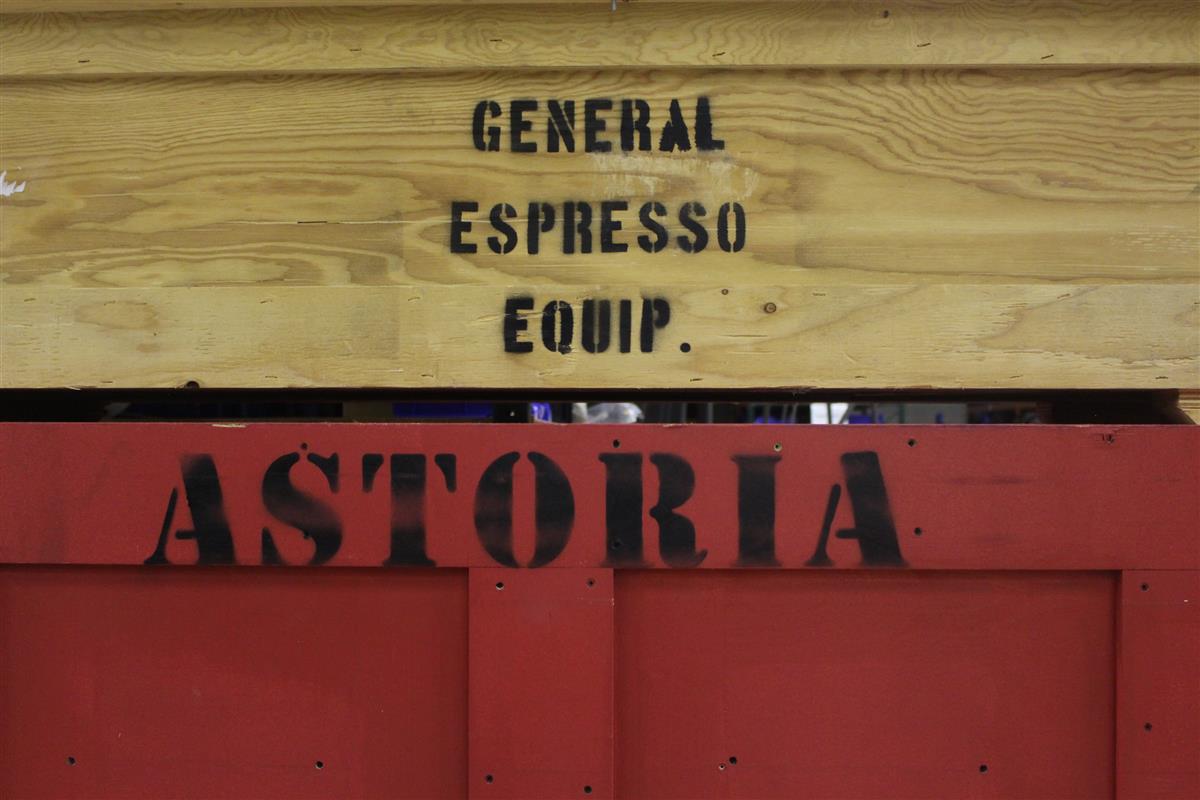 GENERAL
ESPRESSO
EQUIP.
ASTORIA